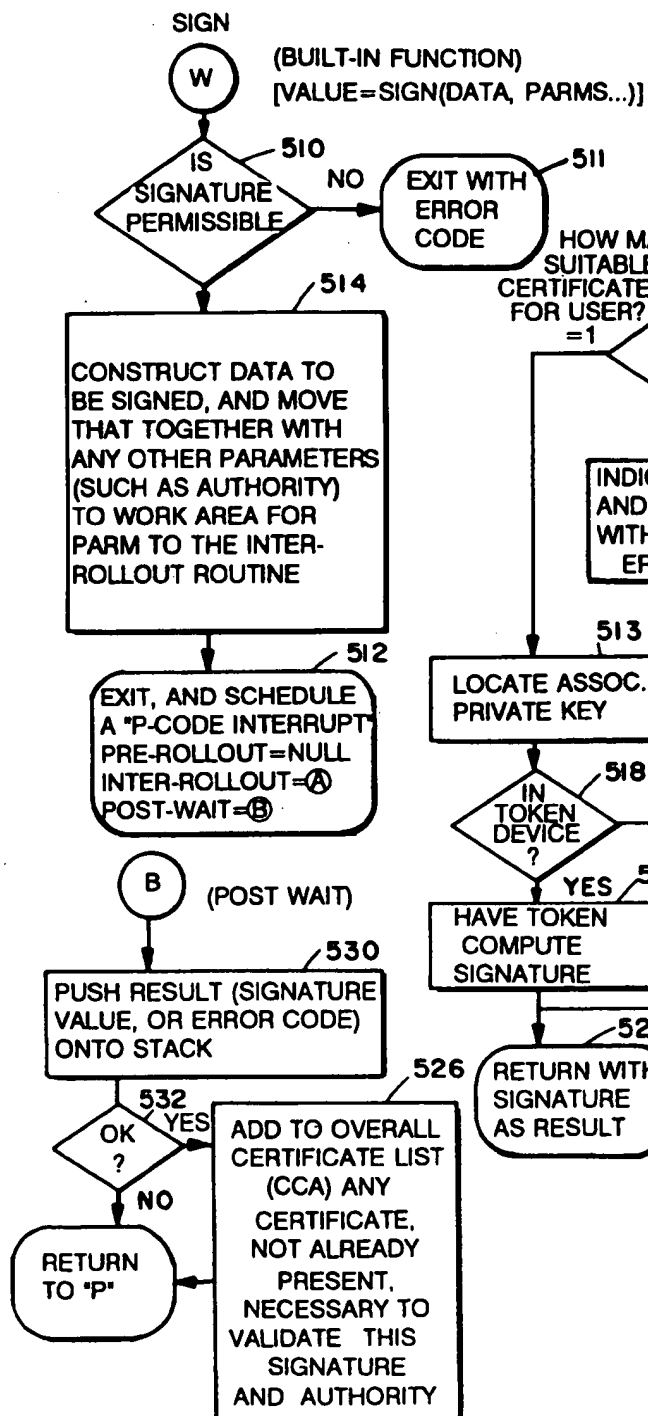 SIGN
W
(BUILT-IN FUNCTION)
[VALUE=SIGN(DATA, PARMS...)]
510
IS
SIGNATURE
PERMISSIBLE
NO
511
EXIT WITH
ERROR
CODE
514
CONSTRUCT DATA TO
BE SIGNED, AND MOVE
THAT TOGETHER WITH
ANY OTHER PARAMETERS
(SUCH AS AUTHORITY)
TO WORK AREA FOR
PARM TO THE INTER-
ROLLOUT ROUTINE
512
EXIT, AND SCHEDULE
A "P-CODE INTERRUPT"
PRE-ROLLOUT=NULL
INTER-ROLLOUT=Ⓐ
POST-WAIT=Ⓑ
B
(POST WAIT)
530
PUSH RESULT (SIGNATURE
VALUE, OR ERROR CODE)
ONTO STACK
532
OK
?
YES
NO
RETURN
TO "P"
526
ADD TO OVERALL
CERTIFICATE LIST
(CCA) ANY
CERTIFICATE,
NOT ALREADY
PRESENT,
NECESSARY TO
VALIDATE THIS
SIGNATURE
AND AUTHORITY
HOW
SUITABLE
FOR USER?
=1
AND
513
LOCATE ASSOC.
PRIVATE KEY
518
IN
TOKEN
DEVICE
?
YES
HAVE TOKEN
COMPUTE
SIGNATURE
RETURN WITH
SIGNATURE
AS RESULT